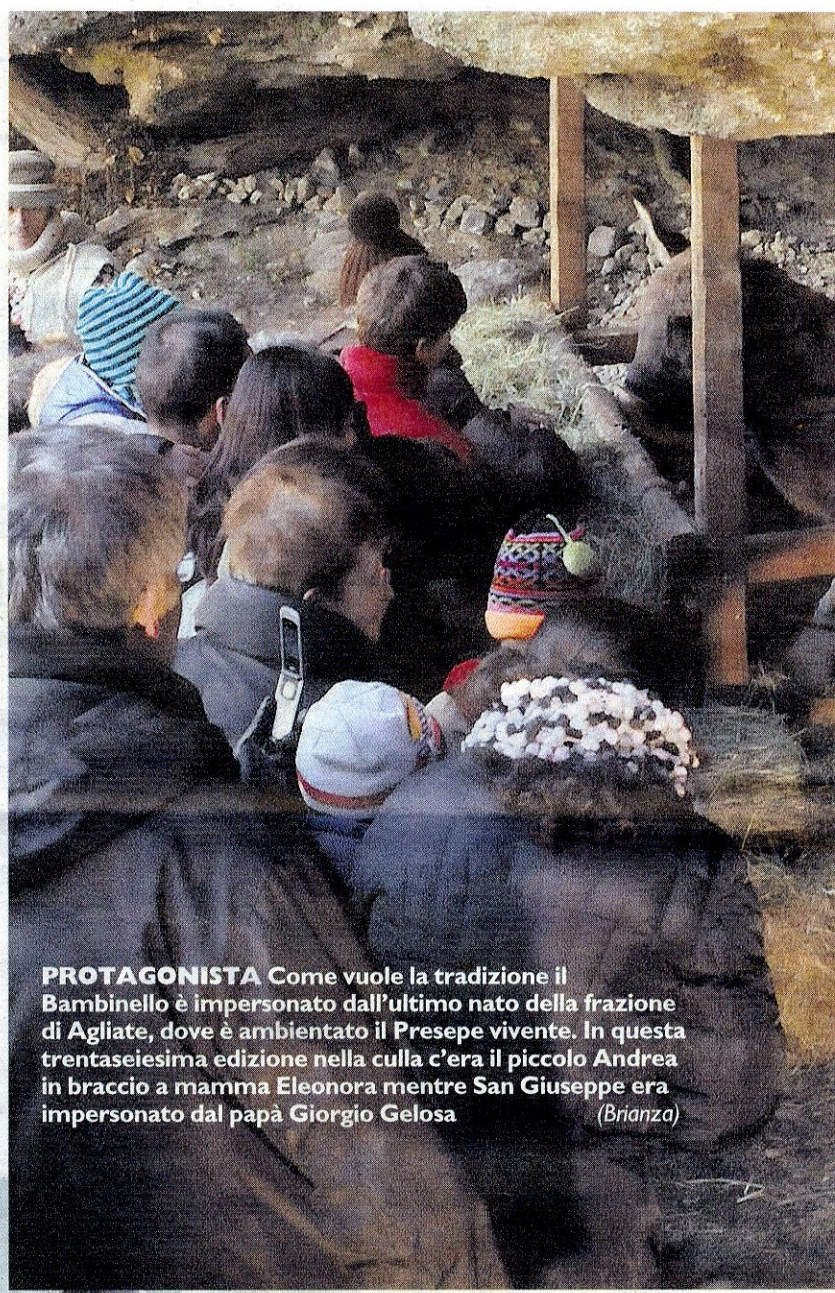 PROTAGONISTA Come vuole la tradizione il
Bambinello è impersonato dall'ultimo nato della frazione
di Agliate, dove è ambientato il Presepe vivente. In questa
trentaseiesima edizione nella culla c'era il piccolo Andrea
in braccio a mamma Eleonora mentre San Giuseppe era
impersonato dal papà Giorgio Gelosa (Brianza)